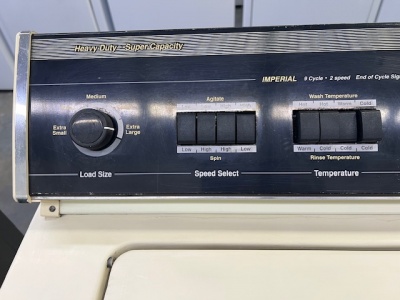 Heavy Duty Super Capacity
IMPERIAL 9 Cycle • 2 speed End of Cycle Sig
Medium
Extra Small
Extra Large
Load Size
Agitate
Low High High Low
Spin
Speed Select
Wash Temperature
Hot Hot Warm Cold
Warm Cold Cold Cold
Rinse Temperature
Temperature